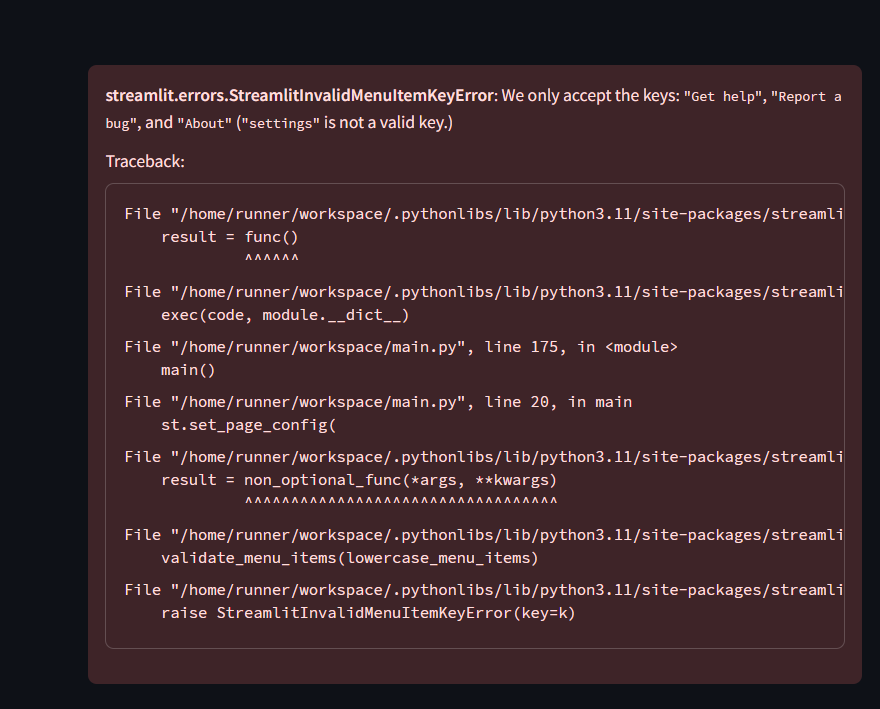 streamlit.errors.StreamlitInvalidMenuItemKeyError: We only accept the keys: "Get help", "Report a
bug", and "About" ("settings" is not a valid key.)
Traceback:
File "/home/runner/workspace/.pythonlibs/lib/python3.11/site-packages/streamli
result = func()
^^^^^^
File "/home/runner/workspace/.pythonlibs/lib/python3.11/site-packages/streamli
exec(code, module.__dict__)
File "/home/runner/workspace/main.py", line 175, in <module>
main()
File "/home/runner/workspace/main.py", line 20, in main
st.set_page_config(
File "/home/runner/workspace/.pythonlibs/lib/python3.11/site-packages/streamli
result = non_optional_func(*args, **kwargs)
^^^^^^^^^^^^^^^^^^^^^^^^^^^^^^^^^^
File "/home/runner/workspace/.pythonlibs/lib/python3.11/site-packages/streamli
validate_menu_items(lowercase_menu_items)
File "/home/runner/workspace/.pythonlibs/lib/python3.11/site-packages/streamli
raise StreamlitInvalidMenuItemKeyError(key=k)